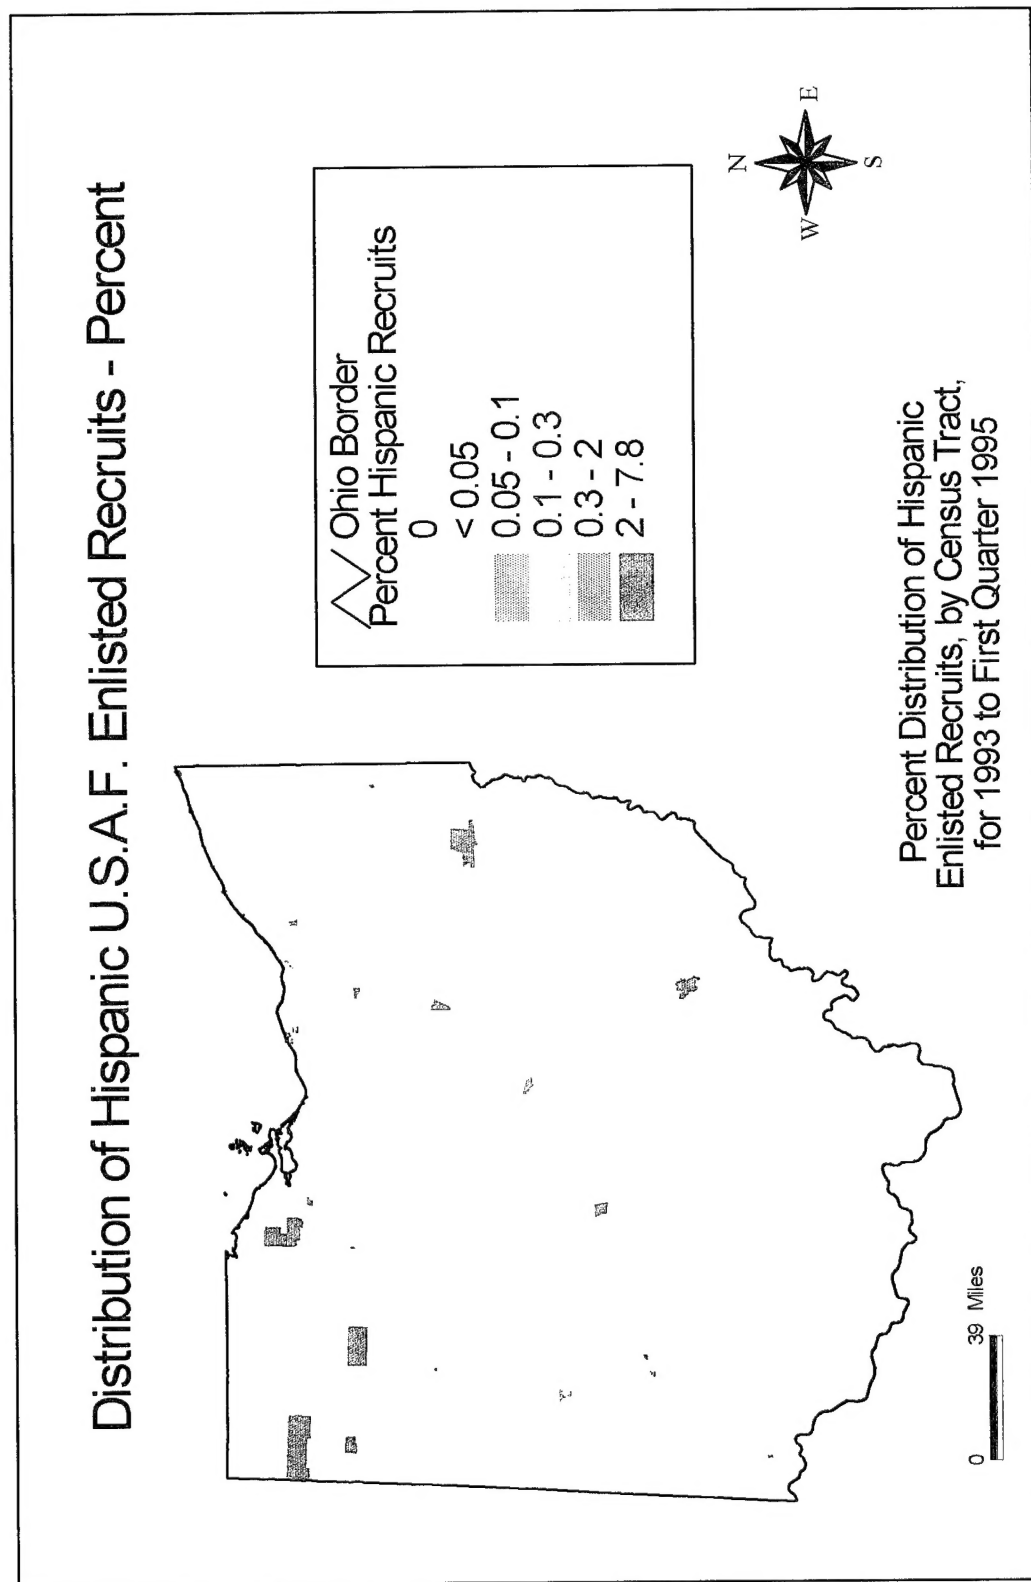 Distribution of Hispanic U.S.A.F. Enlisted Recruits - Percent
Ohio Border
Percent Hispanic Recruits
0
< 0.05
0.05 - 0.1
0.1 - 0.3
0.3 - 2
2 - 7.8
N
W
E
S
Percent Distribution of Hispanic
Enlisted Recruits, by Census Tract,
for 1993 to First Quarter 1995
0
39 Miles